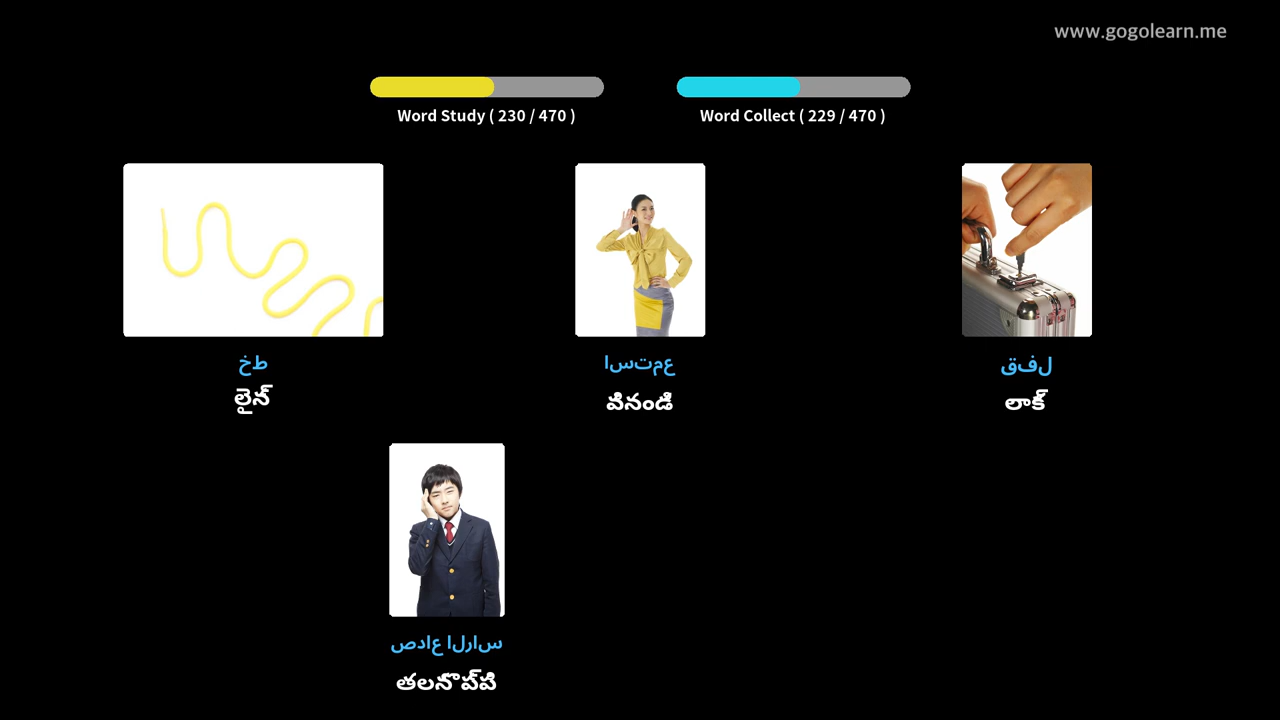 www.gogolearn.me
Word Study ( 230 / 470 )
Word Collect ( 229 / 470 )
خط
లైన్
استمع
వినండి
قفل
లాక్
صداع الراس
తలనొప్పి